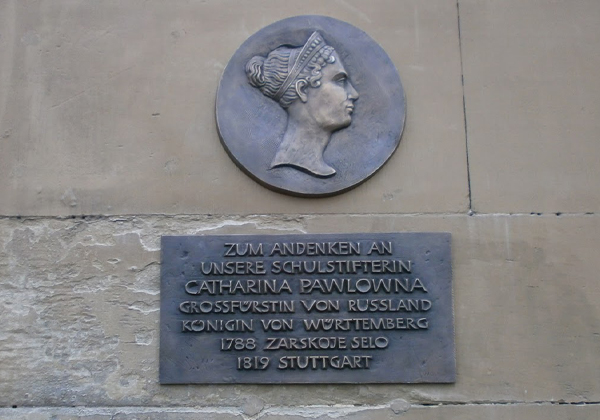 ZUM ANDENKEN AN
UNSERE SCHULSTIFTERIN
CATHARINA PAWLOWNA
GROSSFÜRSTIN VON RUSSLAND
KÖNIGIN VON WÜRTTEMBERG
1788 ZARSKOJE SELO
1819 STUTTGART